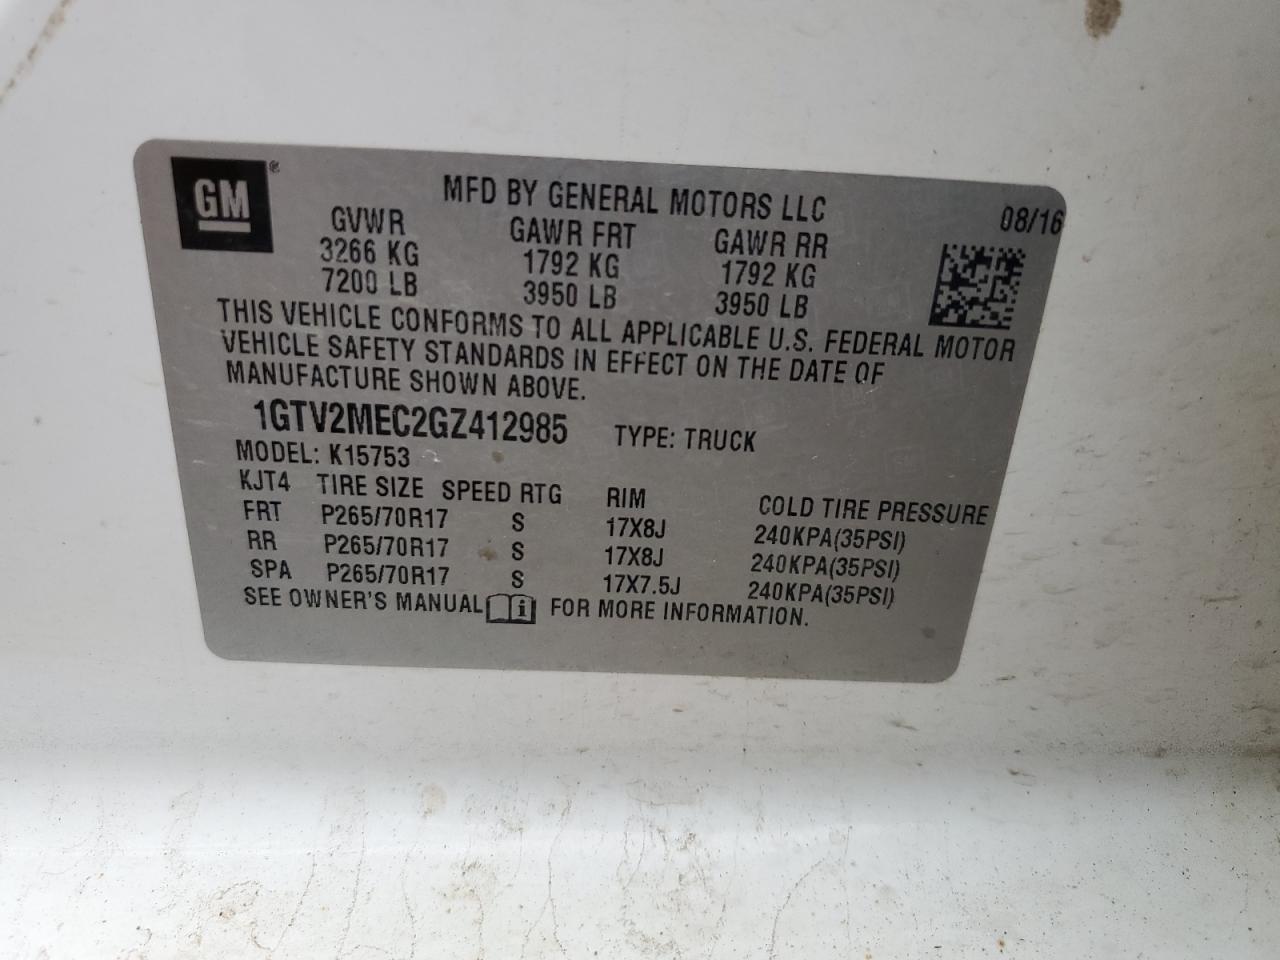 GM ®
MFD BY GENERAL MOTORS LLC 08/16
GVWR GAWR FRT GAWR RR
3266 KG 1792 KG 1792 KG
7200 LB 3950 LB 3950 LB
THIS VEHICLE CONFORMS TO ALL APPLICABLE U.S. FEDERAL MOTOR
VEHICLE SAFETY STANDARDS IN EFFECT ON THE DATE OF
MANUFACTURE SHOWN ABOVE.
1GTV2MEC2GZ412985 TYPE: TRUCK
MODEL: K15753
KJT4 TIRE SIZE SPEED RTG RIM COLD TIRE PRESSURE
FRT P265/70R17 S 17X8J 240KPA(35PSI)
RR P265/70R17 S 17X8J 240KPA(35PSI)
SPA P265/70R17 S 17X7.5J 240KPA(35PSI)
SEE OWNER'S MANUAL i FOR MORE INFORMATION.